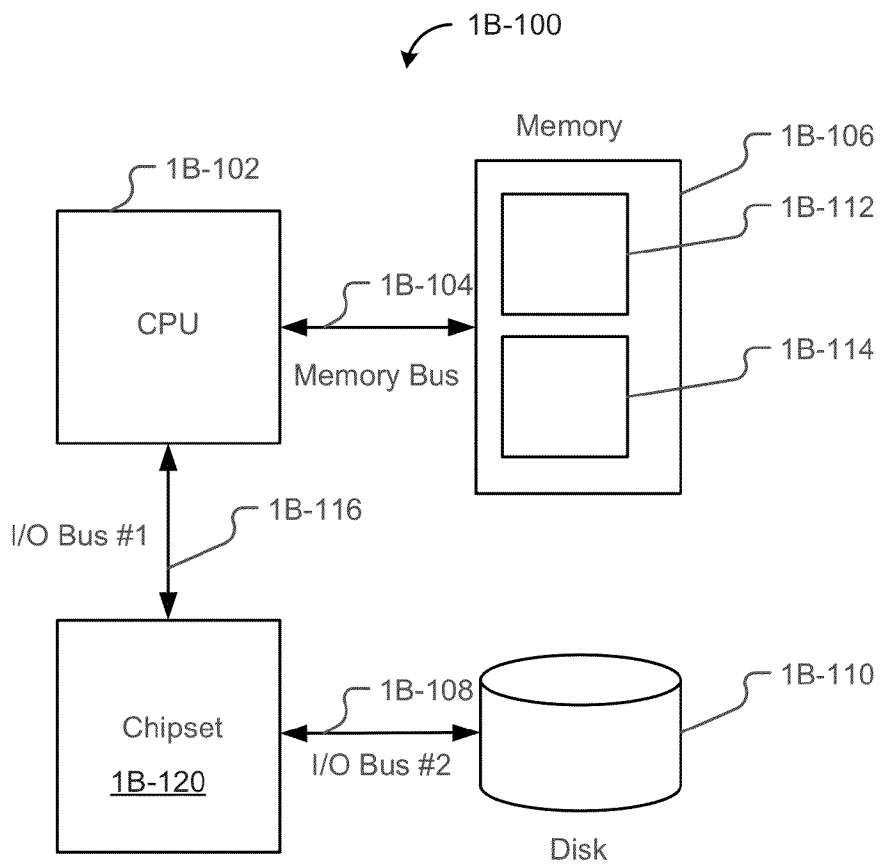 1B-100
Memory
1B-106
1B-102
1B-112
1B-104
CPU
1B-114
Memory Bus
1B-116
I/O Bus #1
1B-110
1B-108
Chipset
I/O Bus #2
1B-120
Disk